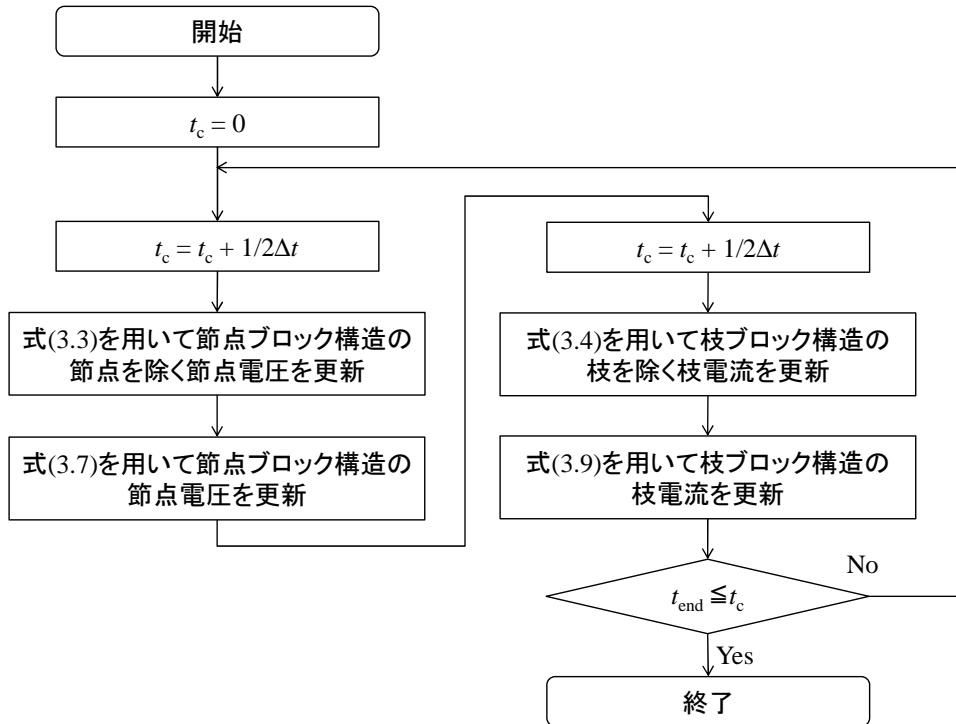 開始
t_c = 0
t_c = t_c + 1/2Δt
式(3.3)を用いて節点ブロック構造の
節点を除く節点電圧を更新
式(3.7)を用いて節点ブロック構造の
節点電圧を更新
t_c = t_c + 1/2Δt
式(3.4)を用いて枝ブロック構造の
枝を除く枝電流を更新
式(3.9)を用いて枝ブロック構造の
枝電流を更新
t_end ≦ t_c
No
Yes
終了